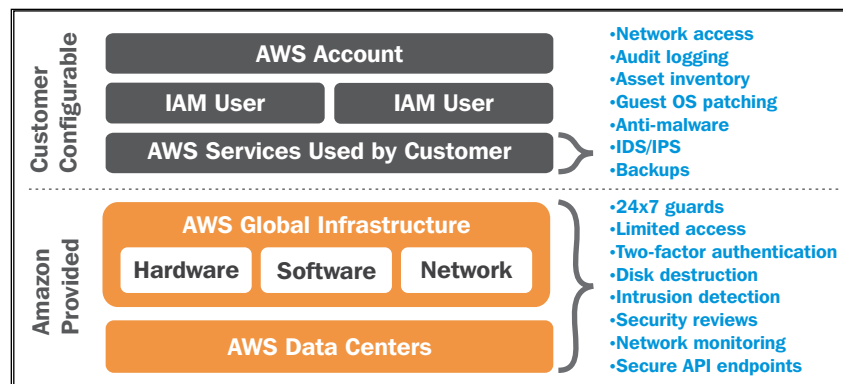 Customer
Configurable
AWS Account
IAM User
IAM User
AWS Services Used by Customer
•Network access
•Audit logging
•Asset inventory
•Guest OS patching
•Anti-malware
•IDS/IPS
•Backups
Amazon
Provided
AWS Global Infrastructure
Hardware
Software
Network
AWS Data Centers
•24x7 guards
•Limited access
•Two-factor authentication
•Disk destruction
•Intrusion detection
•Security reviews
•Network monitoring
•Secure API endpoints